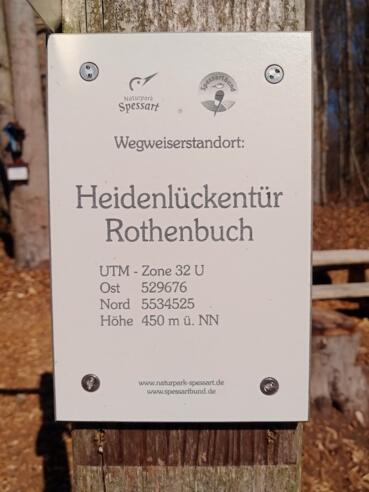 Naturpark
Spessart
Spessartbund
Wegweiserstandort:
Heidenlückentür
Rothenbuch
UTM - Zone 32 U
Ost 529676
Nord 5534525
Höhe 450 m ü. NN
www.naturpark-spessart.de
www.spessartbund.de